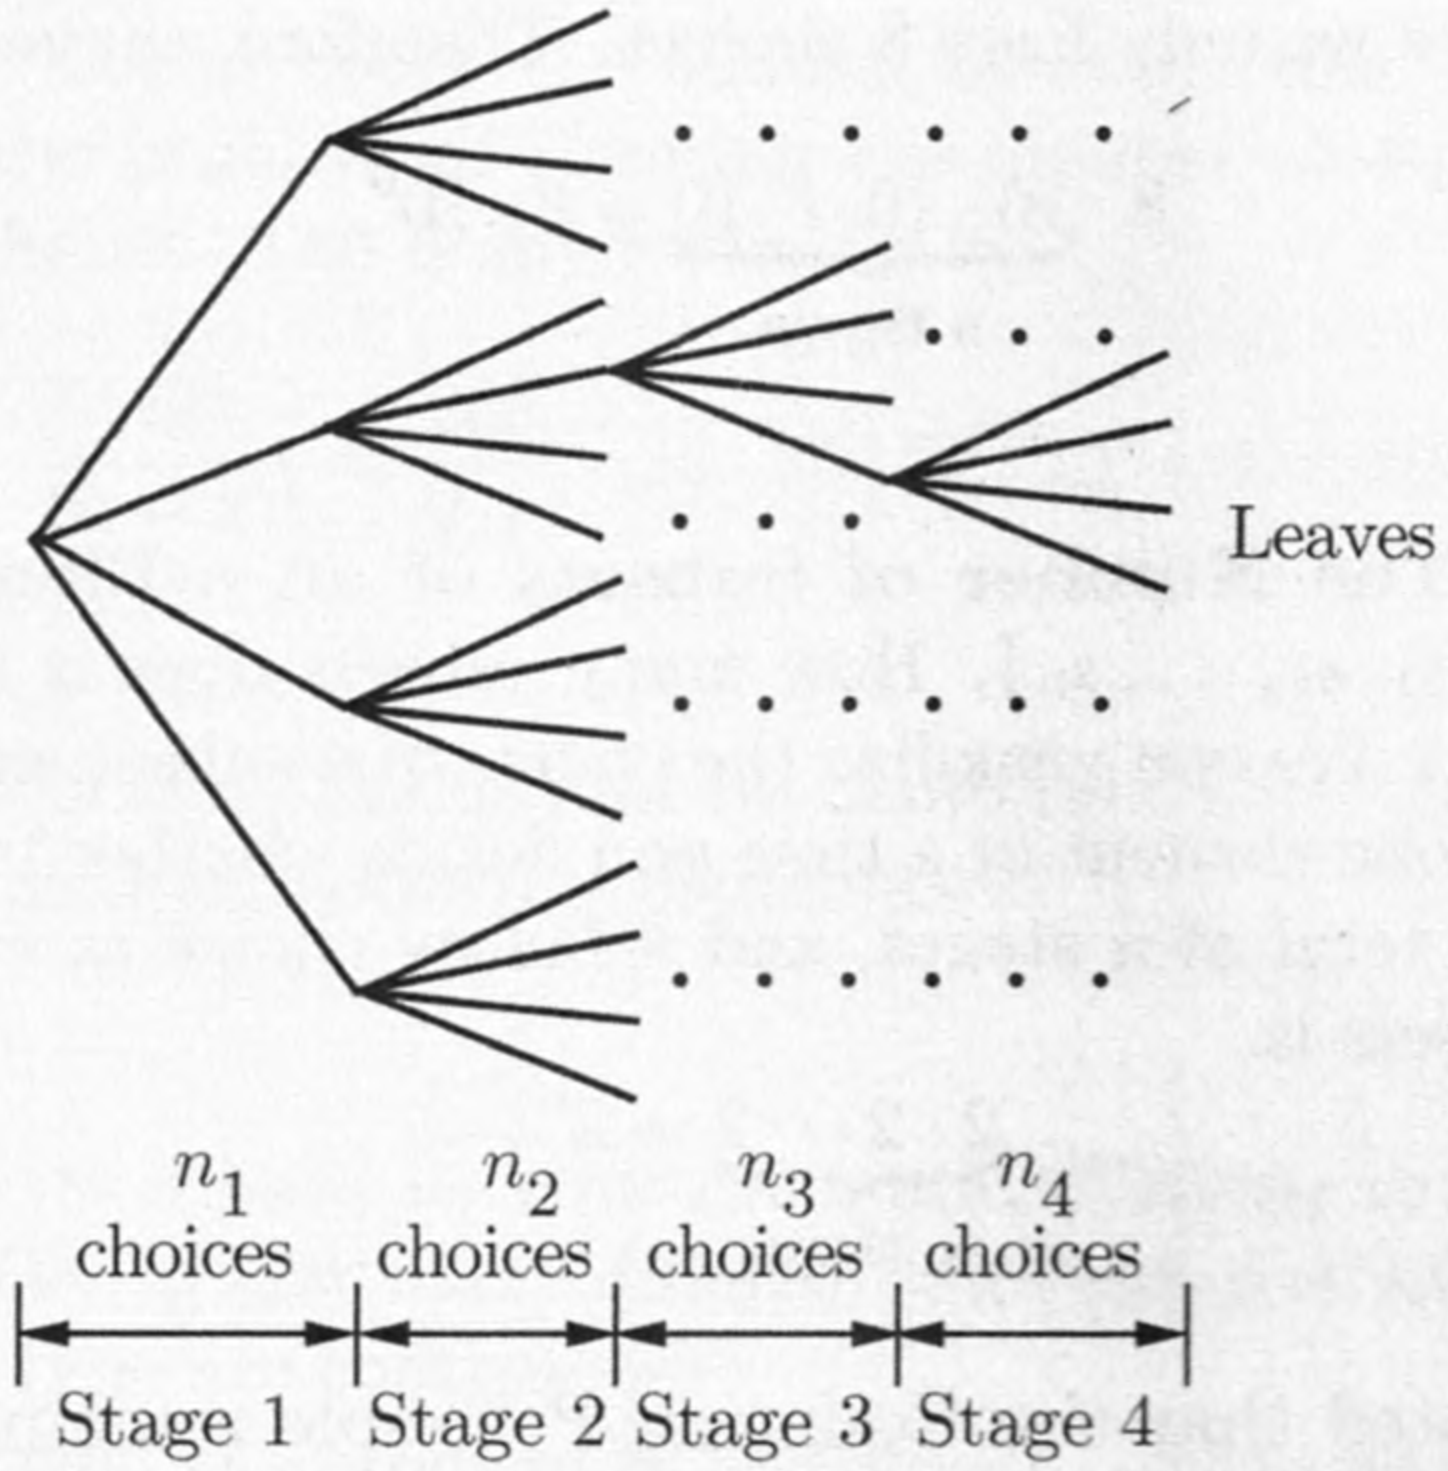 Leaves
n₁ n₂ n₃ n₄
choices choices choices choices
Stage 1 Stage 2 Stage 3 Stage 4